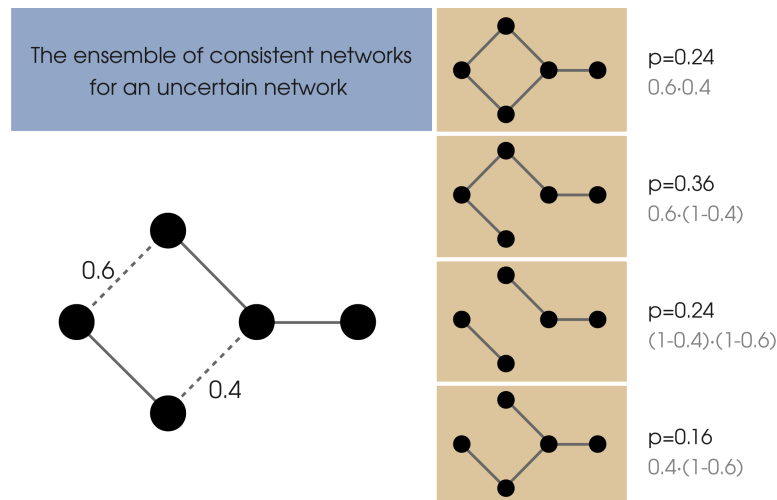 The ensemble of consistent networks
for an uncertain network
0.6
0.4
p=0.24
0.6·0.4
p=0.36
0.6·(1-0.4)
p=0.24
(1-0.4)·(1-0.6)
p=0.16
0.4·(1-0.6)